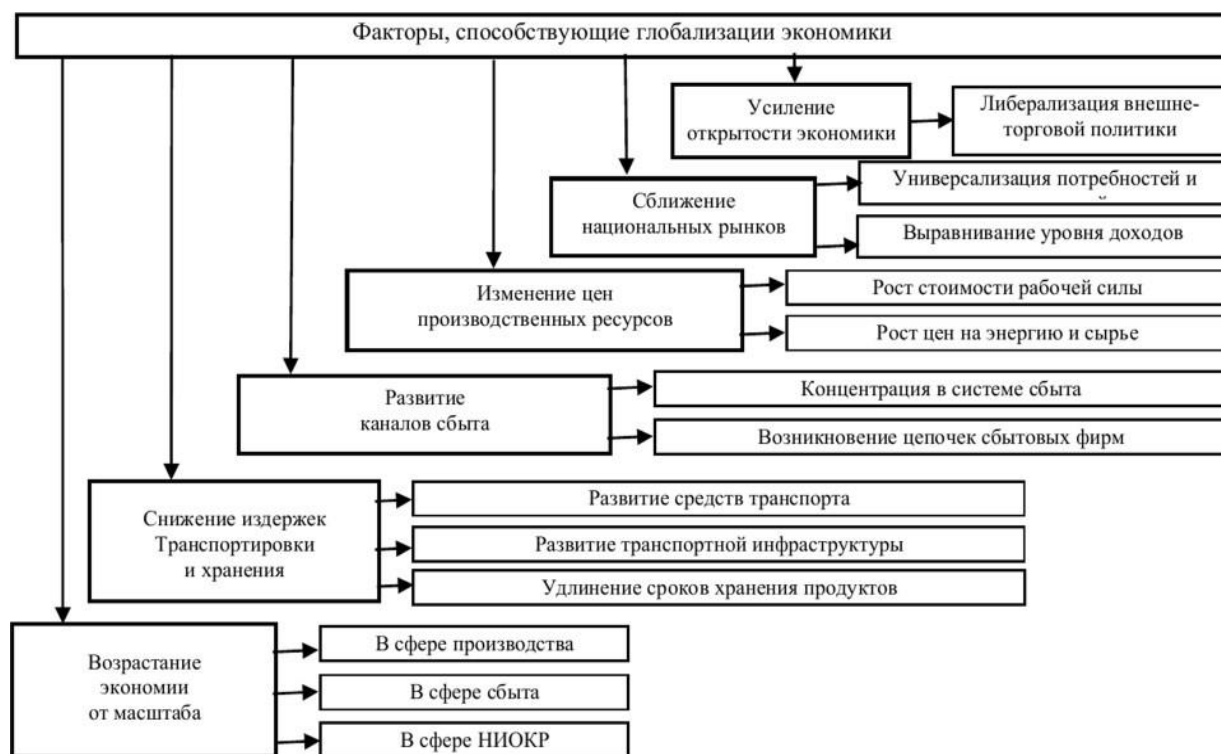 Факторы, способствующие глобализации экономики
Усиление
открытости экономики
Либерализация внешне-
торговой политики
Сближение
национальных рынков
Универсализация потребностей и
Выравнивание уровня доходов
Изменение цен
производственных ресурсов
Рост стоимости рабочей силы
Рост цен на энергию и сырье
Развитие
каналов сбыта
Концентрация в системе сбыта
Возникновение цепочек сбытовых фирм
Снижение издержек
Транспортировки
и хранения
Развитие средств транспорта
Развитие транспортной инфраструктуры
Удлинение сроков хранения продуктов
Возрастание
экономии
от масштаба
В сфере производства
В сфере сбыта
В сфере НИОКР